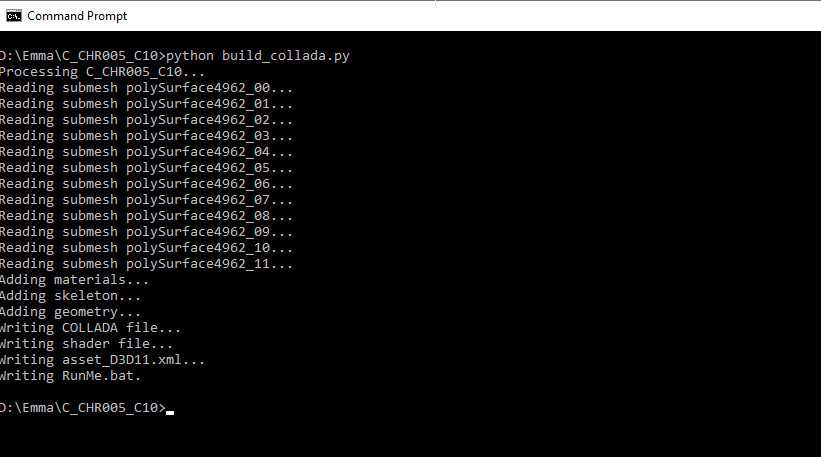 Command Prompt
D:\Emma\C_CHR005_C10>python build_collada.py
Processing C_CHR005_C10...
Reading submesh polySurface4962_00...
Reading submesh polySurface4962_01...
Reading submesh polySurface4962_02...
Reading submesh polySurface4962_03...
Reading submesh polySurface4962_04...
Reading submesh polySurface4962_05...
Reading submesh polySurface4962_06...
Reading submesh polySurface4962_07...
Reading submesh polySurface4962_08...
Reading submesh polySurface4962_09...
Reading submesh polySurface4962_10...
Reading submesh polySurface4962_11...
Adding materials...
Adding skeleton...
Adding geometry...
Writing COLLADA file...
Writing shader file...
Writing asset_D3D11.xml...
Writing RunMe.bat.
D:\Emma\C_CHR005_C10>